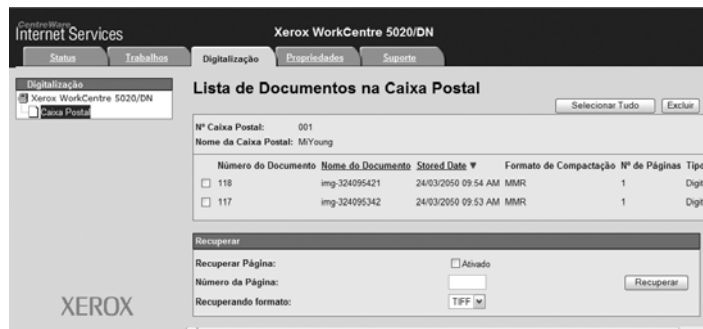 CentreWare
Internet Services
Xerox WorkCentre 5020/DN
Status Trabalhos Digitalização Propriedades Suporte
Digitalização
Xerox WorkCentre 5020/DN
Caixa Postal
Lista de Documentos na Caixa Postal
Selecionar Tudo Excluir
Nº Caixa Postal: 001
Nome da Caixa Postal: MiYoung
Número do Documento Nome do Documento Stored Date ▼ Formato de Compactação Nº de Páginas Tipo
118 img-324095421 24/03/2050 09:54 AM MMR 1 Digit
117 img-324095342 24/03/2050 09:53 AM MMR 1 Digit
Recuperar
Recuperar Página: Ativado
Número da Página: Recuperar
Recuperando formato: TIFF
XEROX